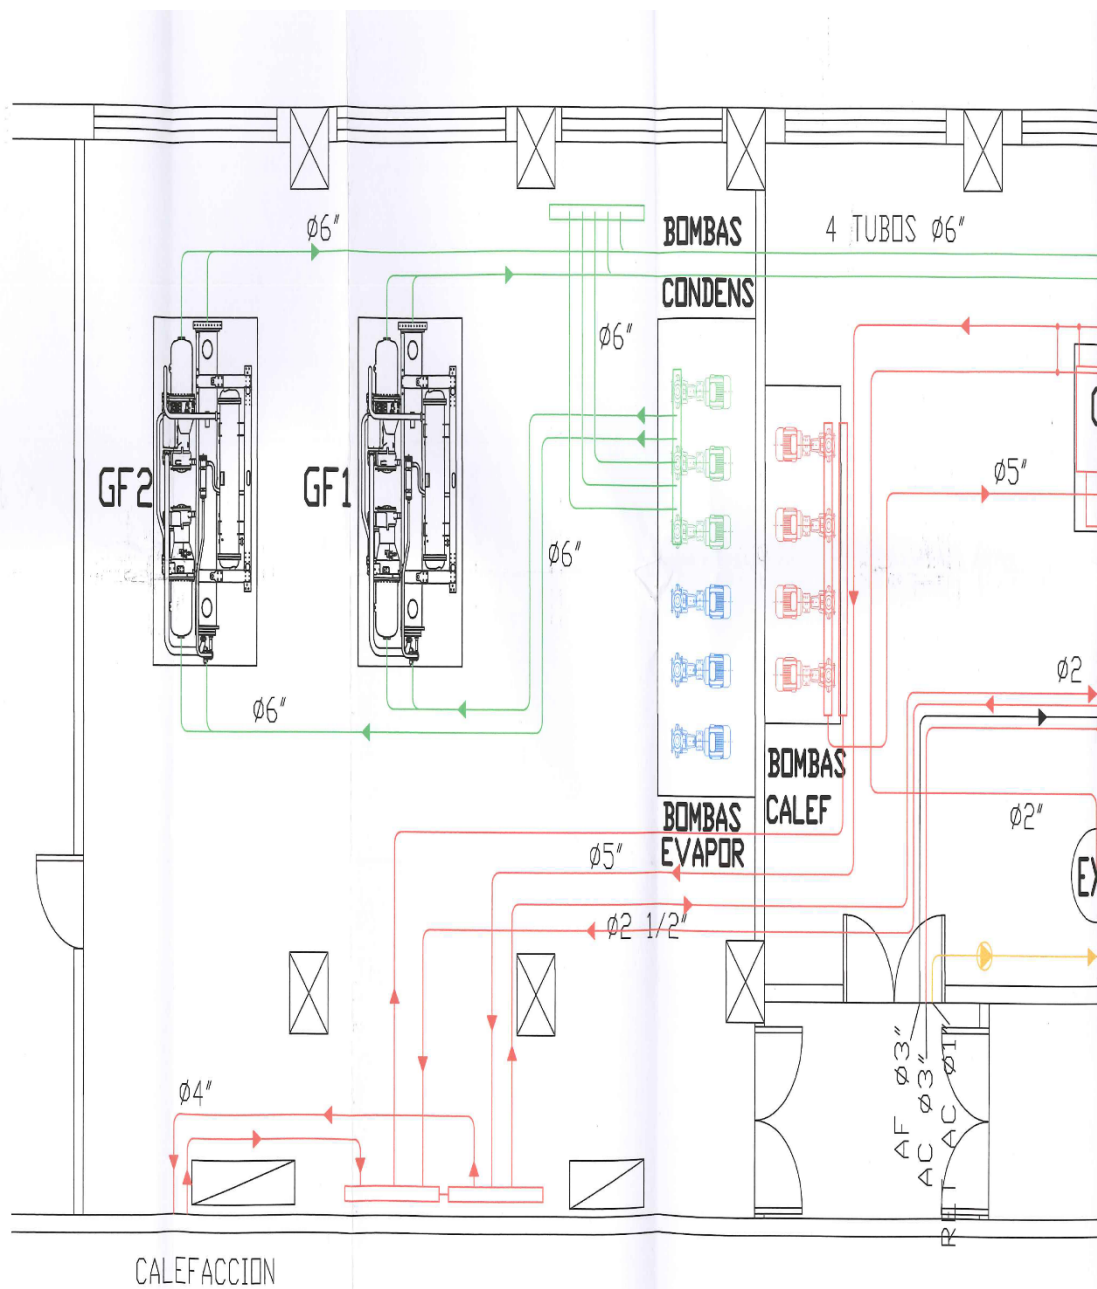 Ø6"
BOMBAS
CONDENS
4 TUBOS Ø6"
Ø6"
GF2
GF1
Ø5"
Ø6"
Ø6"
Ø2
BOMBAS
CALEF
Ø2"
BOMBAS
EVAPOR
Ø5"
EX
Ø2 1/2"
Ø4"
AF Ø3"
AC Ø3"
RET AC Ø1"
CALEFACCION